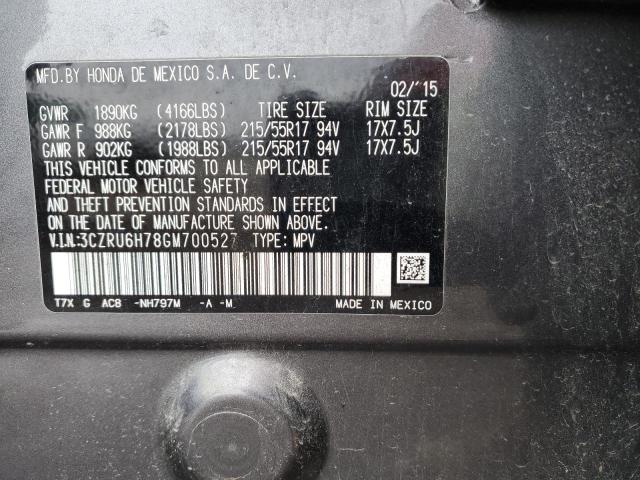 MFD.BY HONDA DE MEXICO S.A. DE C.V.
02/'15
GVWR 1890KG (4166LBS) TIRE SIZE RIM SIZE
GAWR F 988KG (2178LBS) 215/55R17 94V 17X7.5J
GAWR R 902KG (1988LBS) 215/55R17 94V 17X7.5J
THIS VEHICLE CONFORMS TO ALL APPLICABLE
FEDERAL MOTOR VEHICLE SAFETY
AND THEFT PREVENTION STANDARDS IN EFFECT
ON THE DATE OF MANUFACTURE SHOWN ABOVE.
V.I.N.:3CZRU6H78GM700527 TYPE: MPV
T7X G AC8 -NH797M -A -M
MADE IN MEXICO